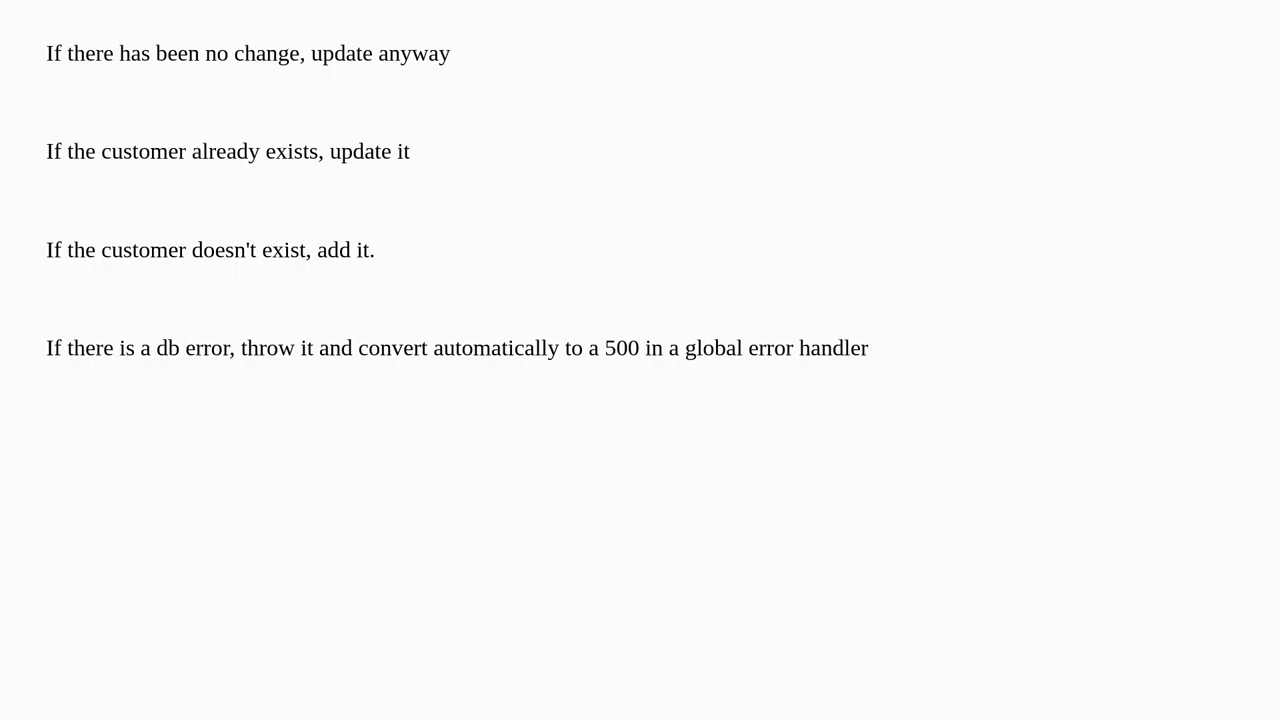 If there has been no change, update anyway
If the customer already exists, update it
If the customer doesn't exist, add it.
If there is a db error, throw it and convert automatically to a 500 in a global error handler